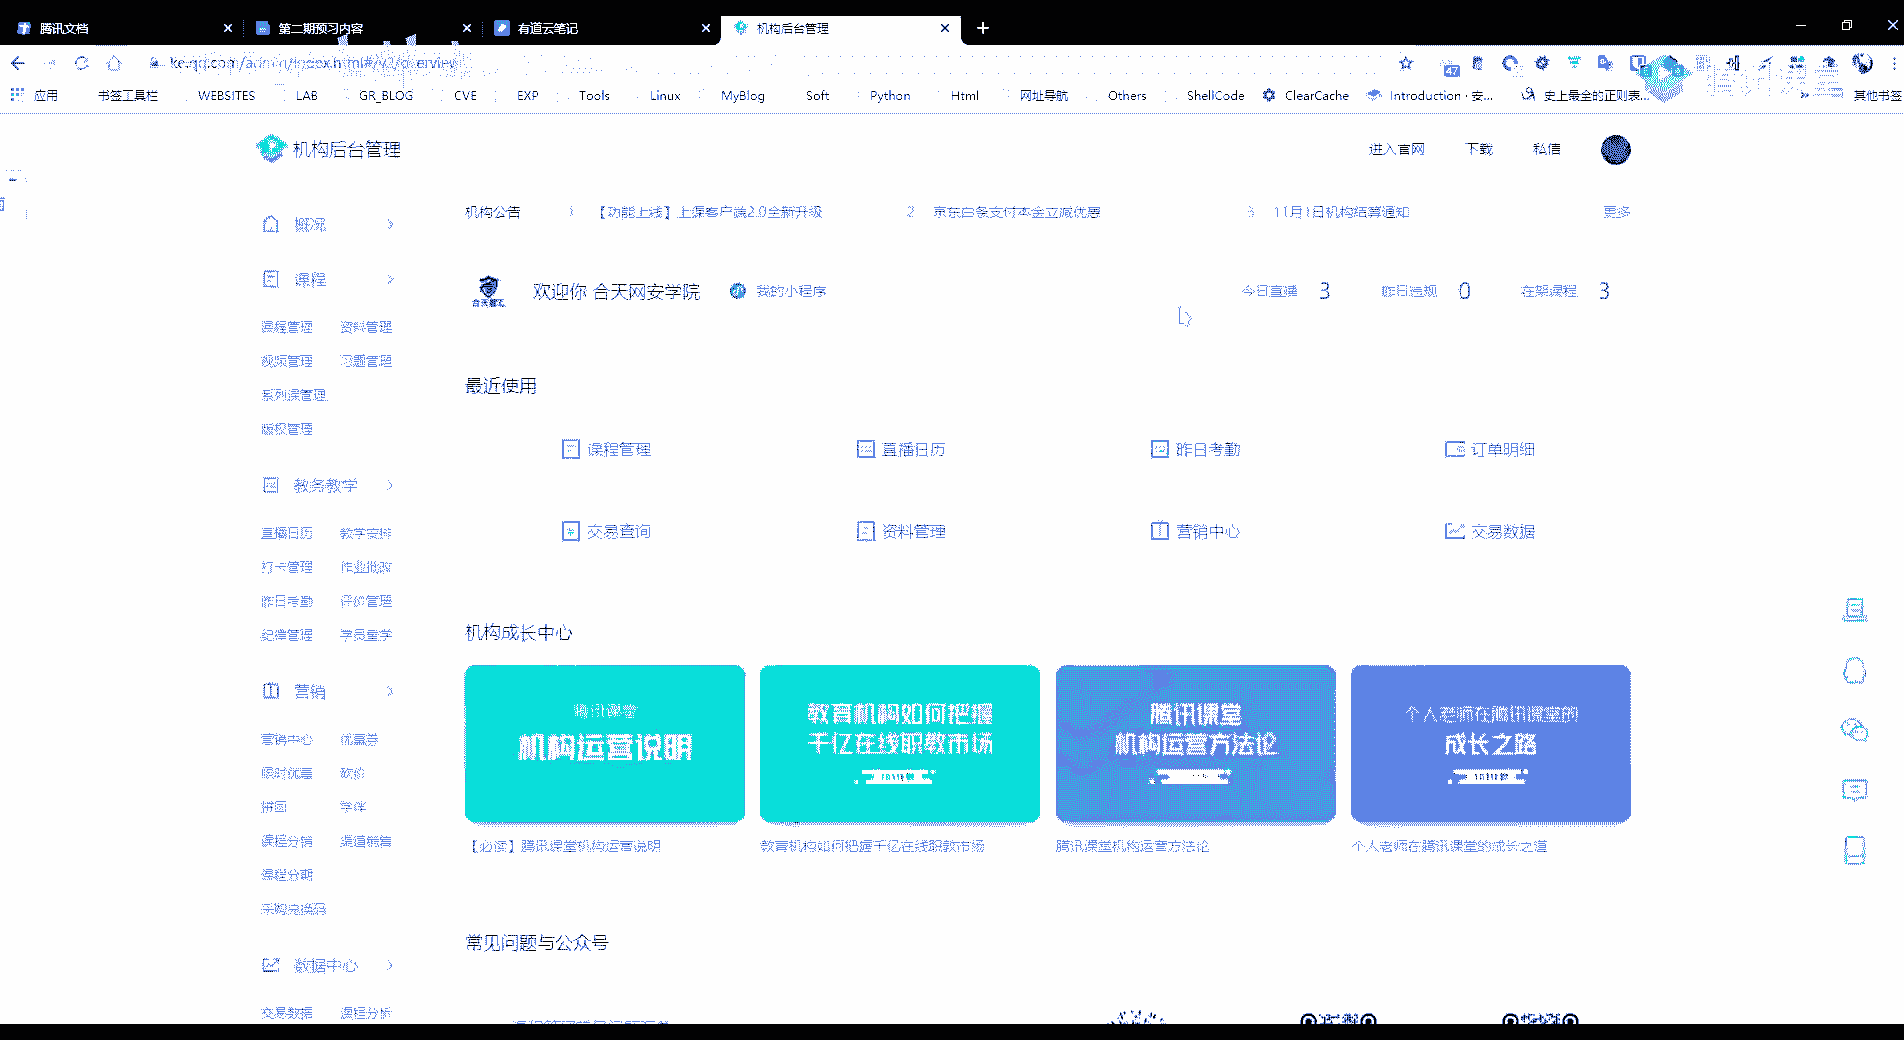 腾讯文档
第二期预习内容
有道云笔记
机构后台管理
ke.qq.com/admin/index.html#/v2/overview
47
应用
书签工具栏
WEBSITES
LAB
GR_BLOG
CVE
EXP
Tools
Linux
MyBlog
Soft
Python
Html
网址导航
Others
ShellCode
ClearCache
Introduction · 安...
史上最全的正则表...
其他书签
腾讯课堂
机构后台管理
进入官网
下载
私信
机构公告
【功能上线】上课客户端2.0全新升级
2 京东白条支付本金立减优惠
3 11月1日机构结算通知
更多
欢迎你 合天网安学院
我的小程序
今日直播 3
昨日违规 0
在架课程 3
概况
课程
课程管理 资料管理
视频管理 习题管理
系列课管理
版权管理
教务教学
直播日历 教学安排
打卡管理 作业批改
昨日考勤 评价管理
纪律管理 学员重学
营销
营销中心 优惠券
限时优惠 砍价
拼团 学伴
课程分销 渠道销售
课程分期
采购兑换码
数据中心
交易数据 课程分析
最近使用
课程管理
直播日历
昨日考勤
订单明细
交易查询
资料管理
营销中心
交易数据
机构成长中心
腾讯课堂
机构运营说明
教育机构如何把握
千亿在线职教市场
腾讯课堂
机构运营方法论
个人老师在腾讯课堂的
成长之路
【必读】腾讯课堂机构运营说明
教育机构如何把握千亿在线职教市场
腾讯课堂机构运营方法论
个人老师在腾讯课堂的成长之道
常见问题与公众号